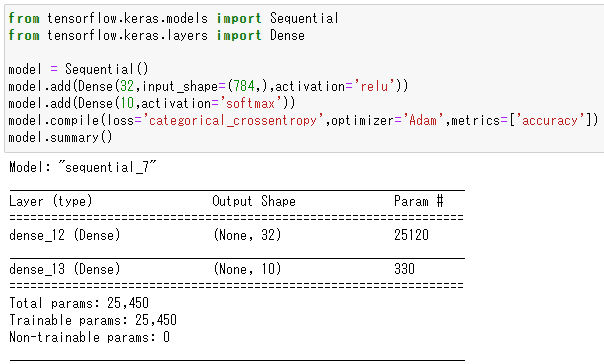 from tensorflow.keras.models import Sequential
from tensorflow.keras.layers import Dense
model = Sequential()
model.add(Dense(32,input_shape=(784,),activation='relu'))
model.add(Dense(10,activation='softmax'))
model.compile(loss='categorical_crossentropy',optimizer='Adam',metrics=['accuracy'])
model.summary()
Model: "sequential_7"
Layer (type) Output Shape Param #
dense_12 (Dense) (None, 32) 25120
dense_13 (Dense) (None, 10) 330
Total params: 25,450
Trainable params: 25,450
Non-trainable params: 0